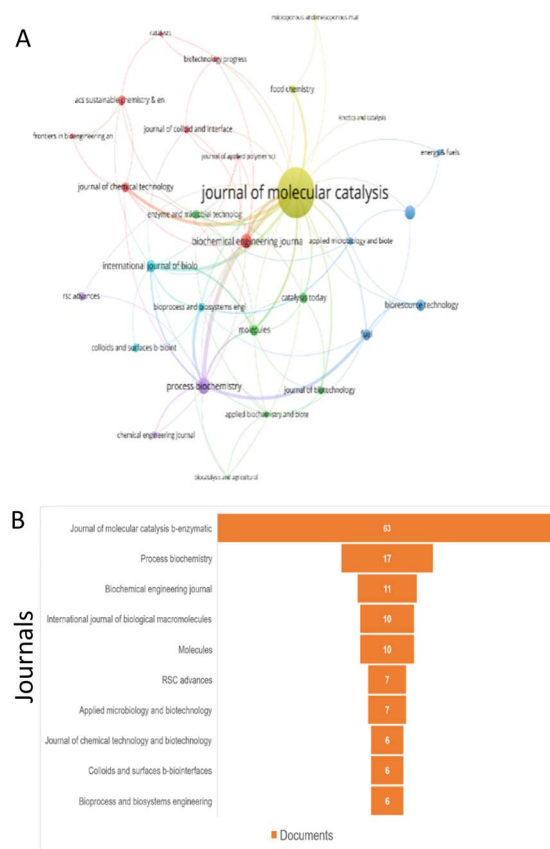 A
microporous and mesoporous mat
catalysts
biotechnology progress
food chemistry
acs sustainable chemistry & en
kinetics and catalysis
journal of colloid and interface
frontiers in bioengineering an
energy & fuels
journal of applied polymer sci
journal of chemical technology
journal of molecular catalysis
enzyme and microbial technolog
biochemical engineering journa
applied microbiology and biote
international journal of biolo
rsc advances
catalysis today
bioprocess and biosystems engi
bioresource technology
molecules
fuel
colloids and surfaces b-bioint
process biochemistry
journal of biotechnology
applied biochemistry and biote
chemical engineering journal
biocatalysis and agricultural
B
Journals
Journal of molecular catalysis b-enzymatic 63
Process biochemistry 17
Biochemical engineering journal 11
International journal of biological macromolecules 10
Molecules 10
RSC advances 7
Applied microbiology and biotechnology 7
Journal of chemical technology and biotechnology 6
Colloids and surfaces b-biointerfaces 6
Bioprocess and biosystems engineering 6
Documents